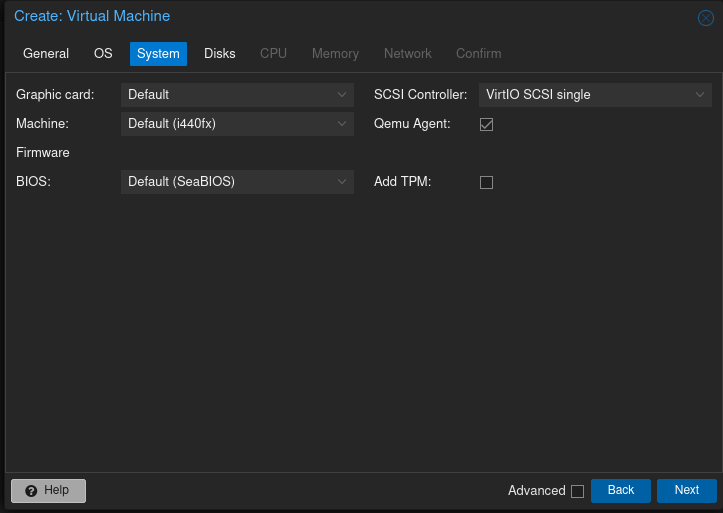 Create: Virtual Machine
General OS System Disks CPU Memory Network Confirm
Graphic card: Default SCSI Controller: VirtIO SCSI single
Machine: Default (i440fx) Qemu Agent:
Firmware
BIOS: Default (SeaBIOS) Add TPM:
Help Advanced Back Next